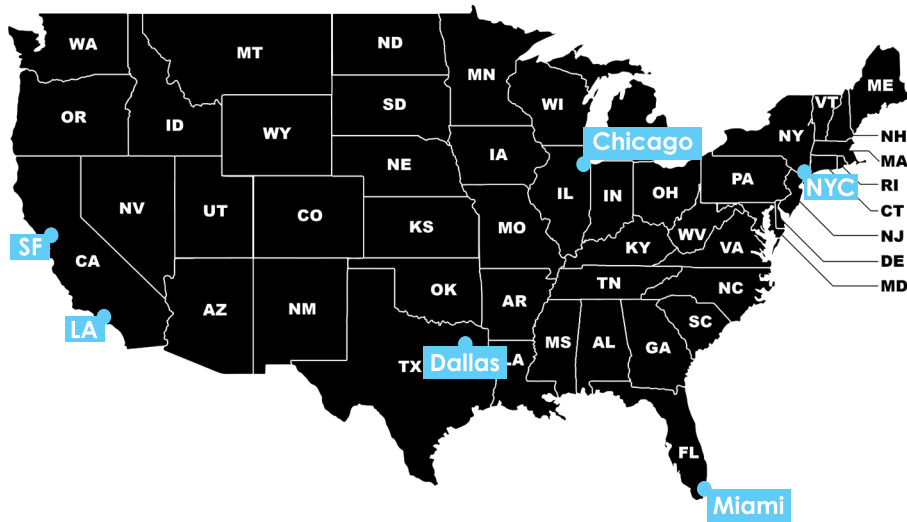 WA
MT
ND
MN
ME
VT
OR
ID
SD
WI
NY
NH
WY
Chicago
MA
NE
IA
PA
NYC
RI
NV
UT
CO
IL
IN
OH
CT
KS
MO
WV
NJ
SF
CA
KY
VA
DE
OK
TN
NC
MD
AZ
NM
AR
SC
LA
MS
AL
GA
TX
Dallas
LA
FL
Miami